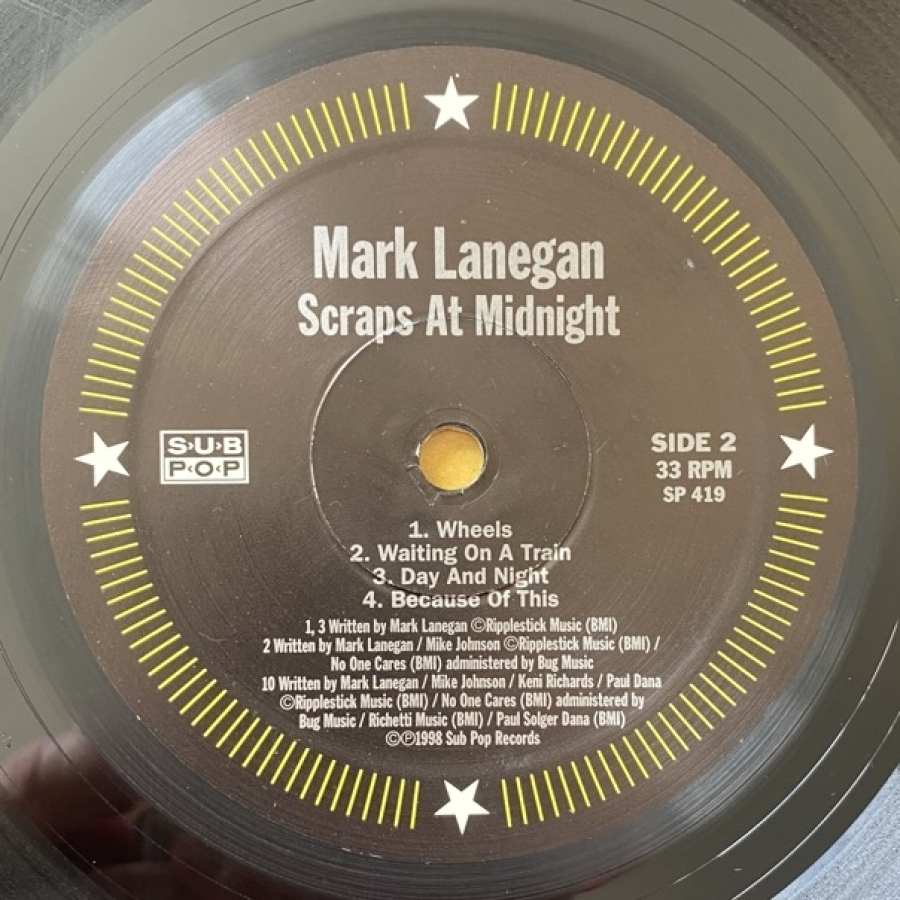 Mark Lanegan
Scraps At Midnight
S›U›B
P‹O‹P
SIDE 2
33 RPM
SP 419
1. Wheels
2. Waiting On A Train
3. Day And Night
4. Because Of This
1, 3 Written by Mark Lanegan ©Ripplestick Music (BMI)
2 Written by Mark Lanegan / Mike Johnson ©Ripplestick Music (BMI) /
No One Cares (BMI) administered by Bug Music
10 Written by Mark Lanegan / Mike Johnson / Keni Richards / Paul Dana
©Ripplestick Music (BMI) / No One Cares (BMI) administered by
Bug Music / Richetti Music (BMI) / Paul Solger Dana (BMI)
©℗1998 Sub Pop Records